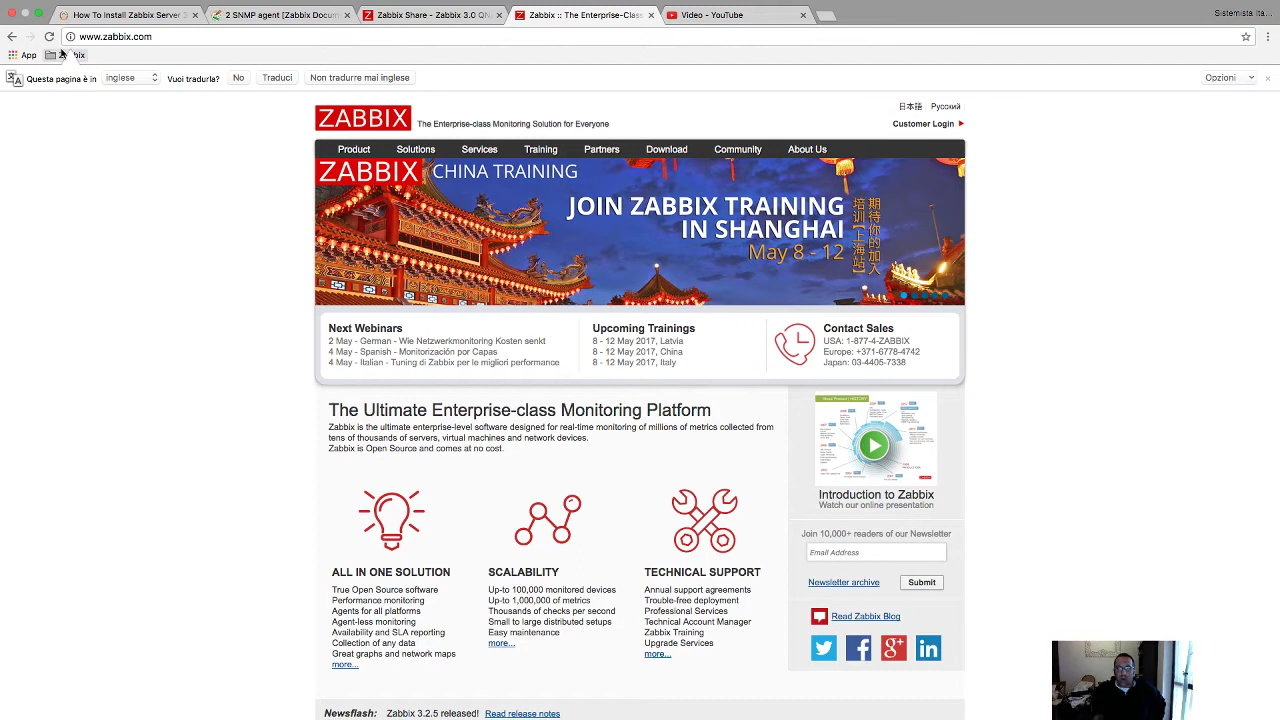 How To Install Zabbix Server 3
2 SNMP agent [Zabbix Docum
Zabbix Share - Zabbix 3.0 QN
Zabbix :: The Enterprise-Clas
Video - YouTube
Sistemista ita
www.zabbix.com
App
Questa pagina è in
inglese
Vuoi tradurla?
No
Traduci
Non tradurre mai inglese
Opzioni
日本語
Русский
ZABBIX
The Enterprise-class Monitoring Solution for Everyone
Customer Login
Product
Solutions
Services
Training
Partners
Download
Community
About Us
ZABBIX CHINA TRAINING
JOIN ZABBIX TRAINING
IN SHANGHAI
May 8 - 12
期待你的加入
培训【上海站】
Next Webinars
2 May - German - Wie Netzwerkmonitoring Kosten senkt
4 May - Spanish - Monitorización por Capas
4 May - Italian - Tuning di Zabbix per le migliori performance
Upcoming Trainings
8 - 12 May 2017, Latvia
8 - 12 May 2017, China
8 - 12 May 2017, Italy
Contact Sales
USA: 1-877-4-ZABBIX
Europe: +371-6778-4742
Japan: 03-4405-7338
The Ultimate Enterprise-class Monitoring Platform
Zabbix is the ultimate enterprise-level software designed for real-time monitoring of millions of metrics collected from
tens of thousands of servers, virtual machines and network devices.
Zabbix is Open Source and comes at no cost.
ALL IN ONE SOLUTION
True Open Source software
Performance monitoring
Agents for all platforms
Agent-less monitoring
Availability and SLA reporting
Collection of any data
Great graphs and network maps
more...
SCALABILITY
Up-to 100,000 monitored devices
Up-to 1,000,000 of metrics
Thousands of checks per second
Small to large distributed setups
Easy maintenance
more...
TECHNICAL SUPPORT
Annual support agreements
Trouble-free deployment
Professional Services
Technical Account Manager
Zabbix Training
Upgrade Services
more...
Introduction to Zabbix
Watch our online presentation
Join 10,000+ readers of our Newsletter
Email Address
Newsletter archive
Submit
Read Zabbix Blog
Newsflash:
Zabbix 3.2.5 released!
Read release notes